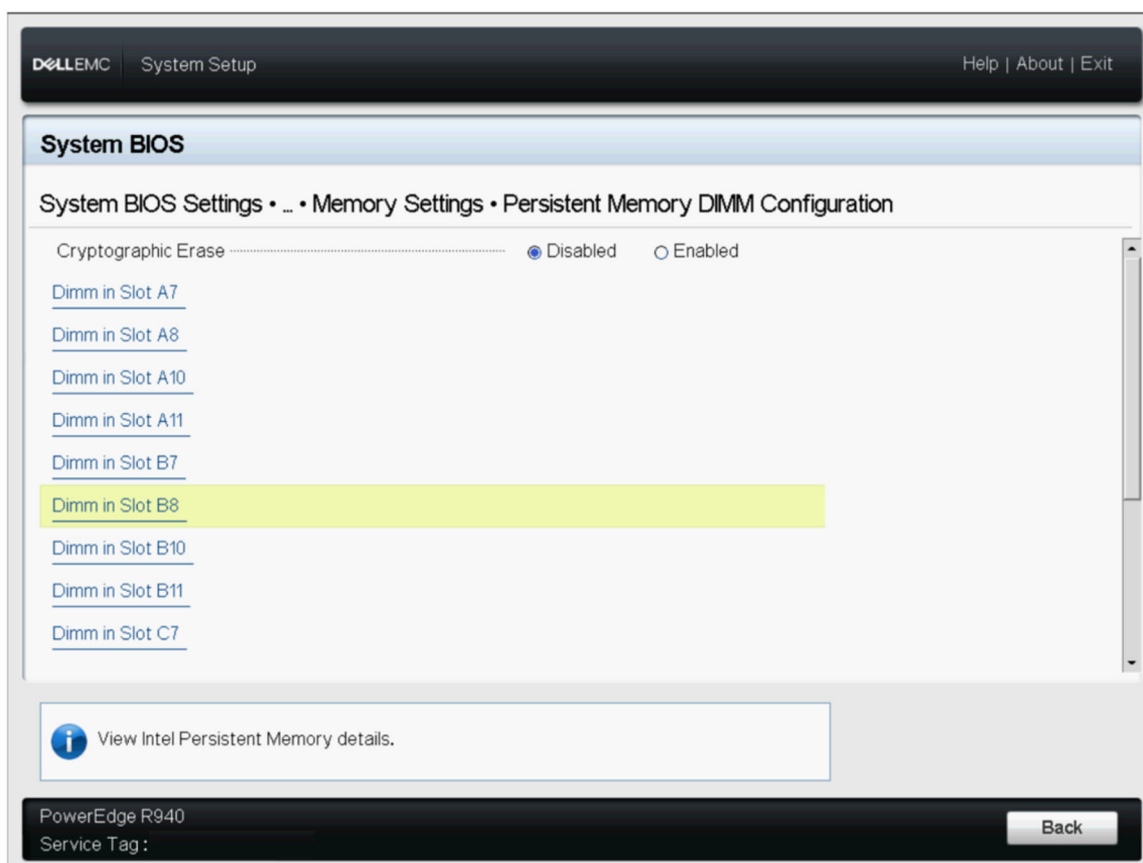 DELLEMC System Setup Help | About | Exit
System BIOS
System BIOS Settings • ... • Memory Settings • Persistent Memory DIMM Configuration
Cryptographic Erase Disabled Enabled
Dimm in Slot A7
Dimm in Slot A8
Dimm in Slot A10
Dimm in Slot A11
Dimm in Slot B7
Dimm in Slot B8
Dimm in Slot B10
Dimm in Slot B11
Dimm in Slot C7
View Intel Persistent Memory details.
PowerEdge R940
Service Tag :
Back